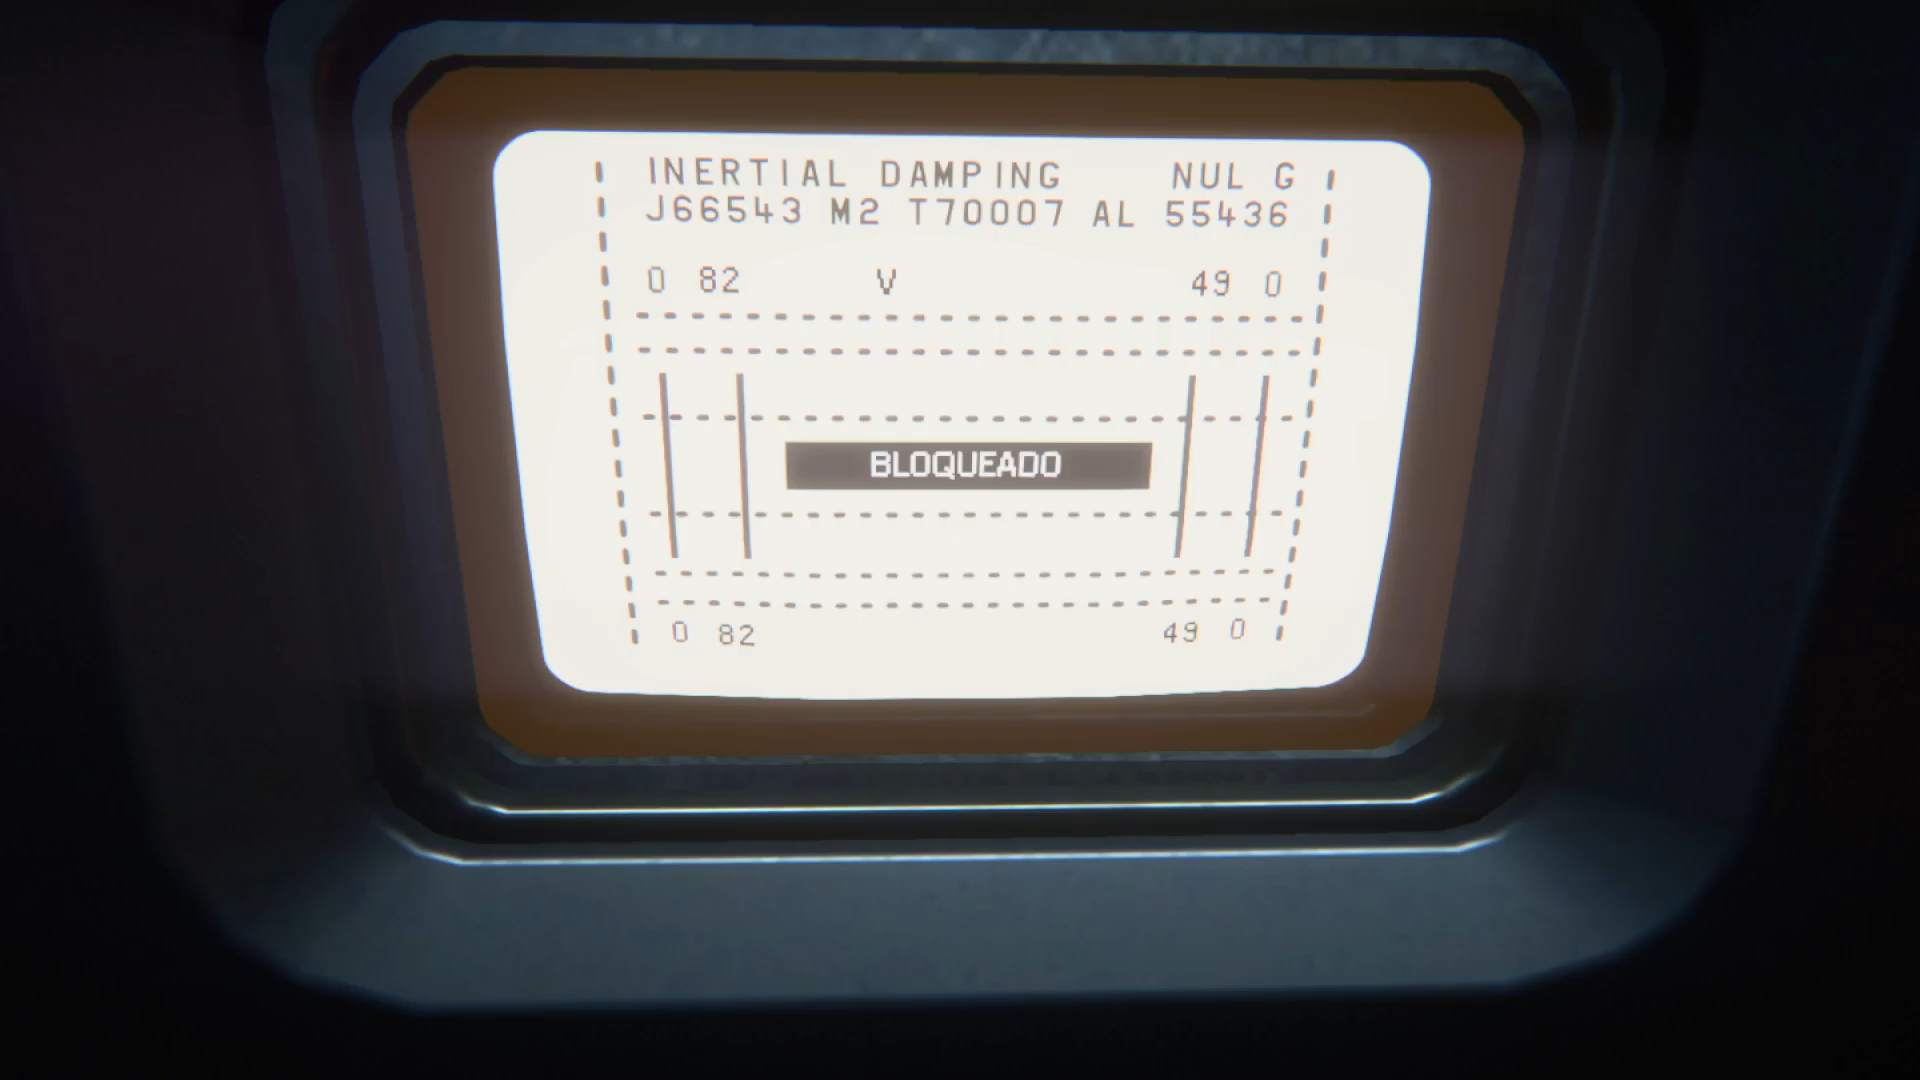 INERTIAL DAMPING NUL G
J66543 M2 T70007 AL 55436
0 82 V 49 0
BLOQUEADO
0 82 49 0